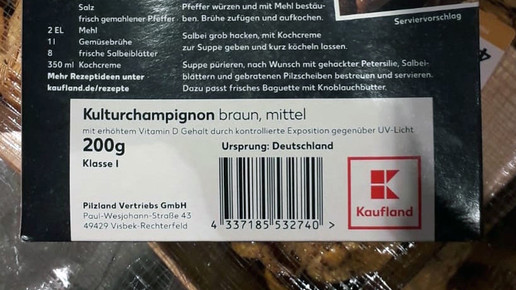 Salz
frisch gemahlener Pfeffer
2 EL Mehl
1 l Gemüsebrühe
8 frische Salbeiblätter
350 ml Kochcreme
Mehr Rezeptideen unter
kaufland.de/rezepte
Pfeffer würzen und mit Mehl bestäu-
ben. Brühe zufügen und aufkochen.
Salbei grob hacken, mit Kochcreme
zur Suppe geben und kurz köcheln lassen.
Suppe pürieren, nach Wunsch mit gehackter Petersilie, Salbei-
blättern und gebratenen Pilzscheiben bestreuen und servieren.
Dazu passt frisches Baguette mit Knoblauchbutter.
Serviervorschlag
Kulturchampignon braun, mittel
mit erhöhtem Vitamin D Gehalt durch kontrollierte Exposition gegenüber UV-Licht
200g
Klasse I
Ursprung: Deutschland
Pilzland Vertriebs GmbH
Paul-Wesjohann-Straße 43
49429 Visbek-Rechterfeld
4 337185 532740 >
Kaufland